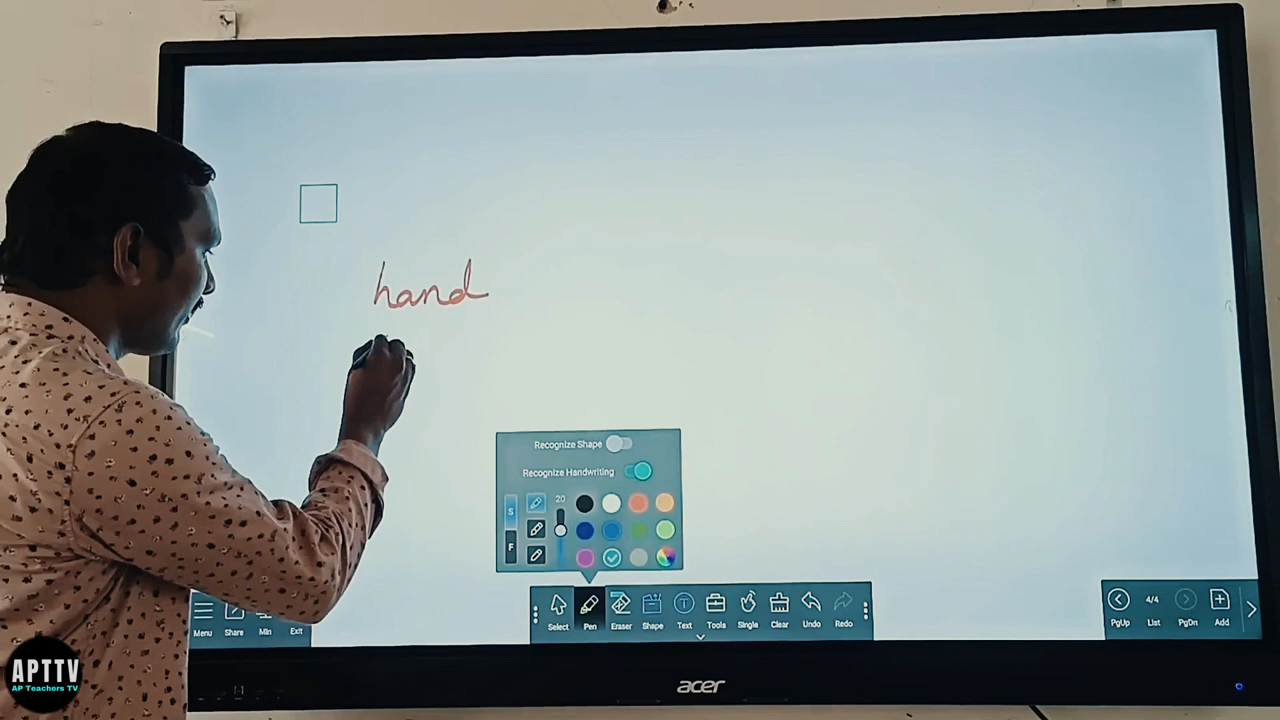 hand
Recognize Shape
Recognize Handwriting
20
S
F
Menu Share Min Exit
Select Pen Eraser Shape Text Tools Single Clear Undo Redo
T
4/4
PgUp List PgDn Add
acer
APTTV
AP Teachers TV